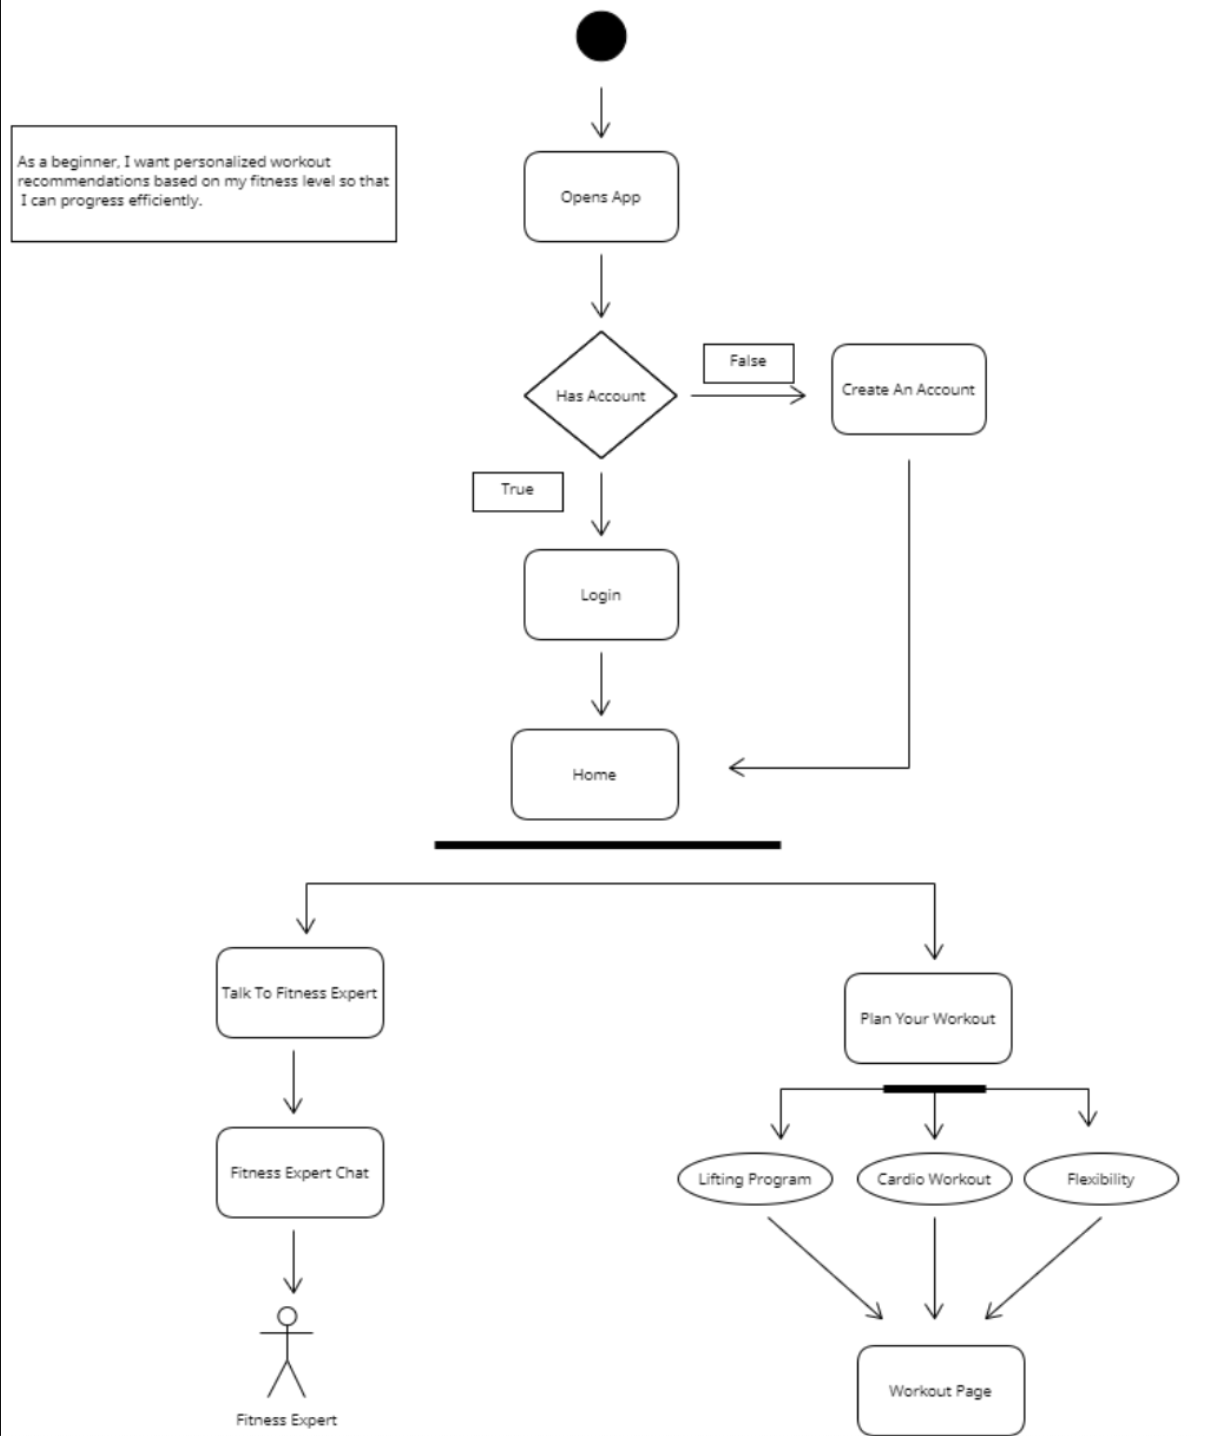 As a beginner, I want personalized workout
recommendations based on my fitness level so that
I can progress efficiently.
Opens App
Has Account
False
Create An Account
True
Login
Home
Talk To Fitness Expert
Plan Your Workout
Fitness Expert Chat
Lifting Program
Cardio Workout
Flexibility
Workout Page
Fitness Expert